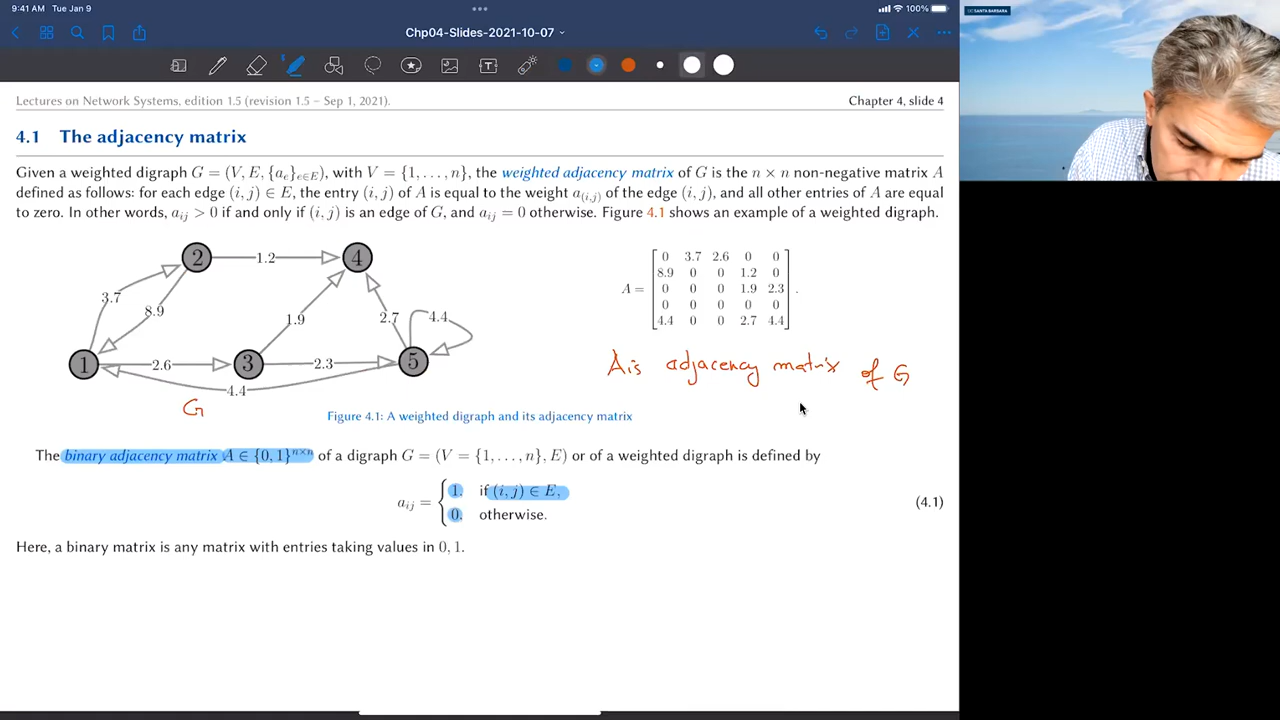 9:41 AM Tue Jan 9
100%
Chp04-Slides-2021-10-07
UC SANTA BARBARA
Lectures on Network Systems, edition 1.5 (revision 1.5 – Sep 1, 2021).
Chapter 4, slide 4
4.1 The adjacency matrix
Given a weighted digraph G = (V, E, {a_e}_{e∈E}), with V = {1, . . . , n}, the weighted adjacency matrix of G is the n × n non-negative matrix A
defined as follows: for each edge (i, j) ∈ E, the entry (i, j) of A is equal to the weight a_{(i,j)} of the edge (i, j), and all other entries of A are equal
to zero. In other words, a_{ij} > 0 if and only if (i, j) is an edge of G, and a_{ij} = 0 otherwise. Figure 4.1 shows an example of a weighted digraph.
2
1.2
4
3.7
8.9
1.9
2.7
4.4
1
2.6
3
2.3
5
4.4
G
A =
0 3.7 2.6 0 0
8.9 0 0 1.2 0
0 0 0 1.9 2.3
0 0 0 0 0
4.4 0 0 2.7 4.4
.
A is adjacency matrix of G
Figure 4.1: A weighted digraph and its adjacency matrix
The binary adjacency matrix A ∈ {0, 1}^{n×n} of a digraph G = (V = {1, . . . , n}, E) or of a weighted digraph is defined by
a_{ij} =
1, if (i, j) ∈ E,
0, otherwise.
(4.1)
Here, a binary matrix is any matrix with entries taking values in 0, 1.